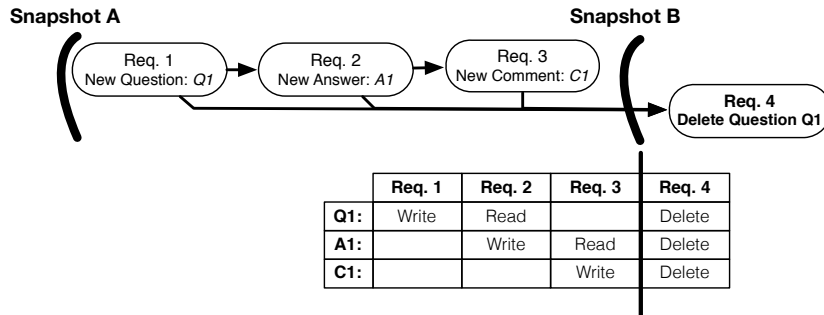 Snapshot A
Snapshot B
Req. 1
New Question: Q1
Req. 2
New Answer: A1
Req. 3
New Comment: C1
Req. 4
Delete Question Q1
Req. 1 Req. 2 Req. 3 Req. 4
Q1: Write Read Delete
A1: Write Read Delete
C1: Write Delete